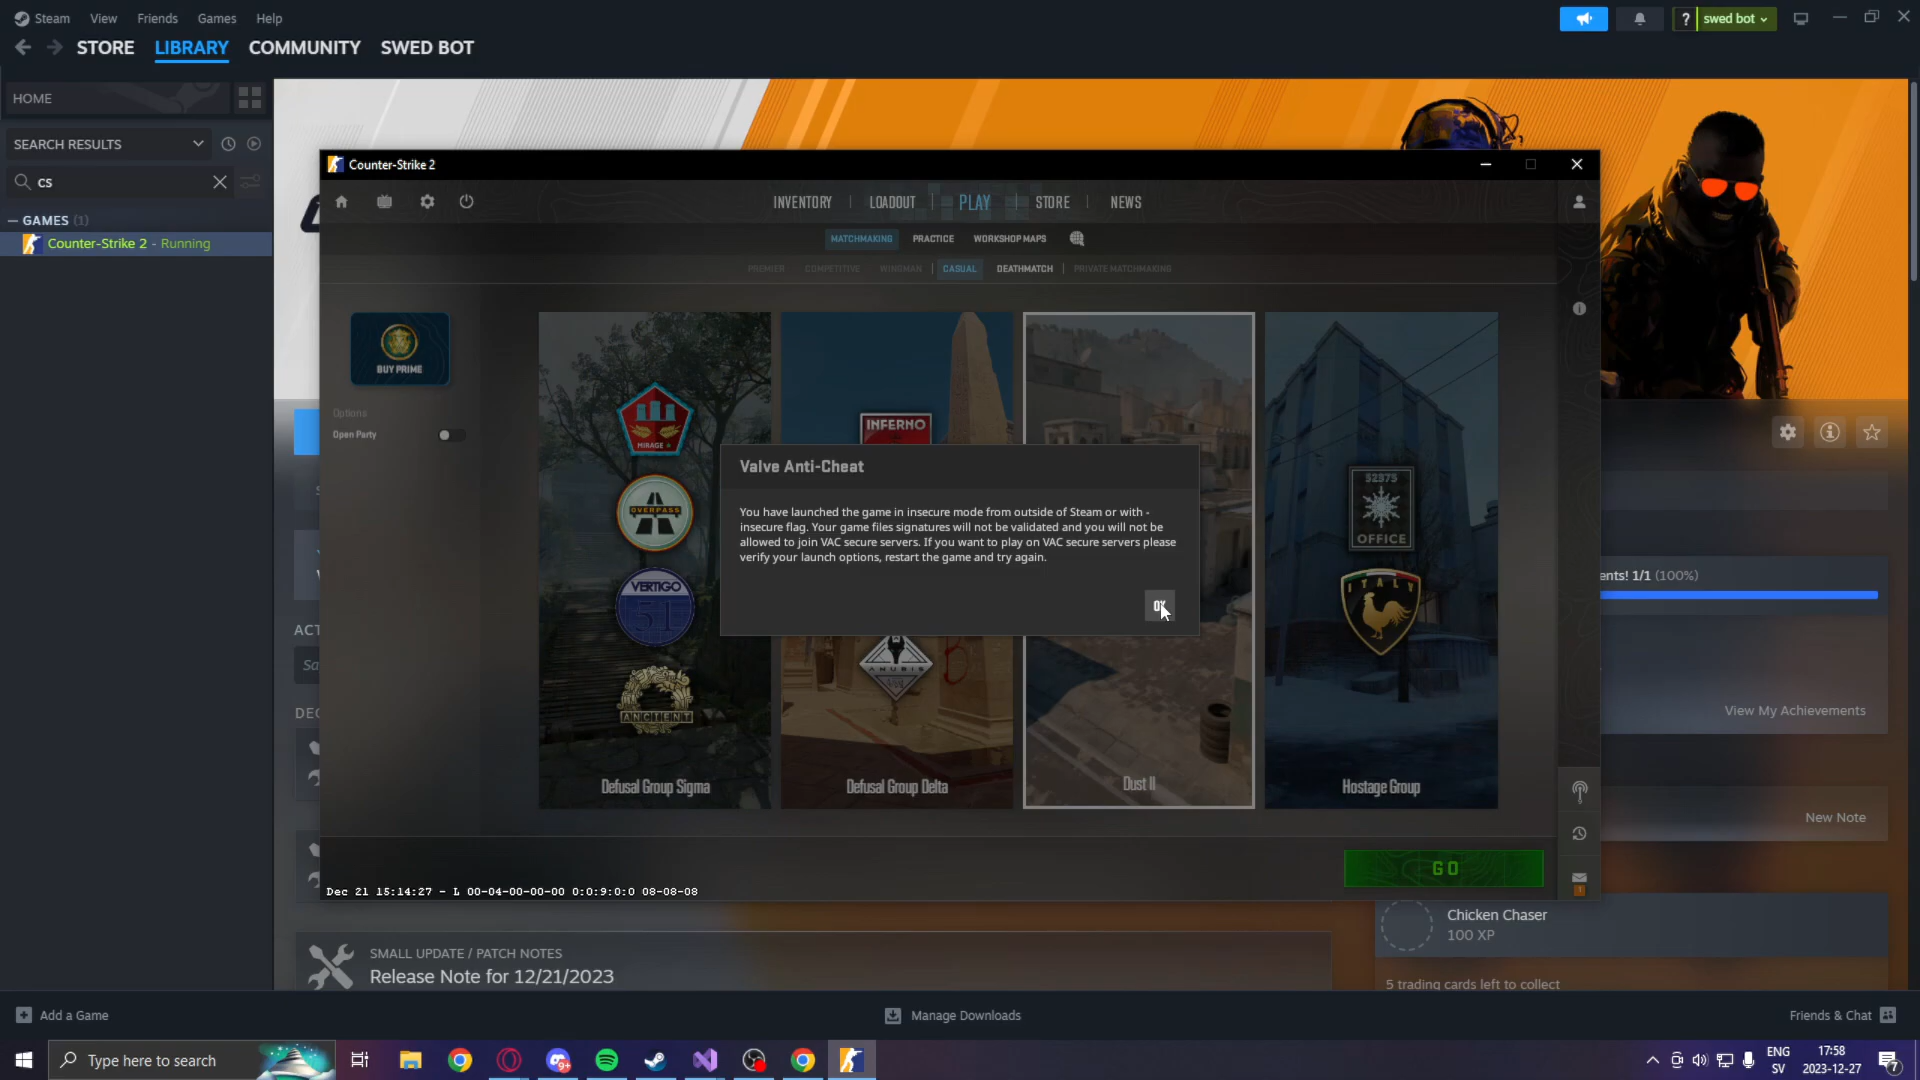 Steam
View
Friends
Games
Help
?
swed bot
STORE
LIBRARY
COMMUNITY
SWED BOT
HOME
SEARCH RESULTS
cs
GAMES (1)
Counter-Strike 2 - Running
Counter-Strike 2
INVENTORY
LOADOUT
PLAY
STORE
NEWS
MATCHMAKING
PRACTICE
WORKSHOP MAPS
PREMIER
COMPETITIVE
WINGMAN
CASUAL
DEATHMATCH
PRIVATE MATCHMAKING
BUY PRIME
Options
Open Party
MIRAGE
OVERPASS
VERTIGO
51
ANCIENT
Defusal Group Sigma
INFERNO
ANUBIS
Defusal Group Delta
Dust II
52375
OFFICE
ITALY
Hostage Group
Valve Anti-Cheat
You have launched the game in insecure mode from outside of Steam or with -
insecure flag. Your game files signatures will not be validated and you will not be
allowed to join VAC secure servers. If you want to play on VAC secure servers please
verify your launch options, restart the game and try again.
OK
GO
Dec 21 15:14:27 - L 00-04-00-00-00 0:0:9:0:0 08-08-08
1
ents! 1/1 (100%)
View My Achievements
New Note
Chicken Chaser
100 XP
5 trading cards left to collect
ACT
Sa
DEC
SMALL UPDATE / PATCH NOTES
Release Note for 12/21/2023
Add a Game
Manage Downloads
Friends & Chat
Type here to search
9+
ENG
SV
17:58
2023-12-27
7